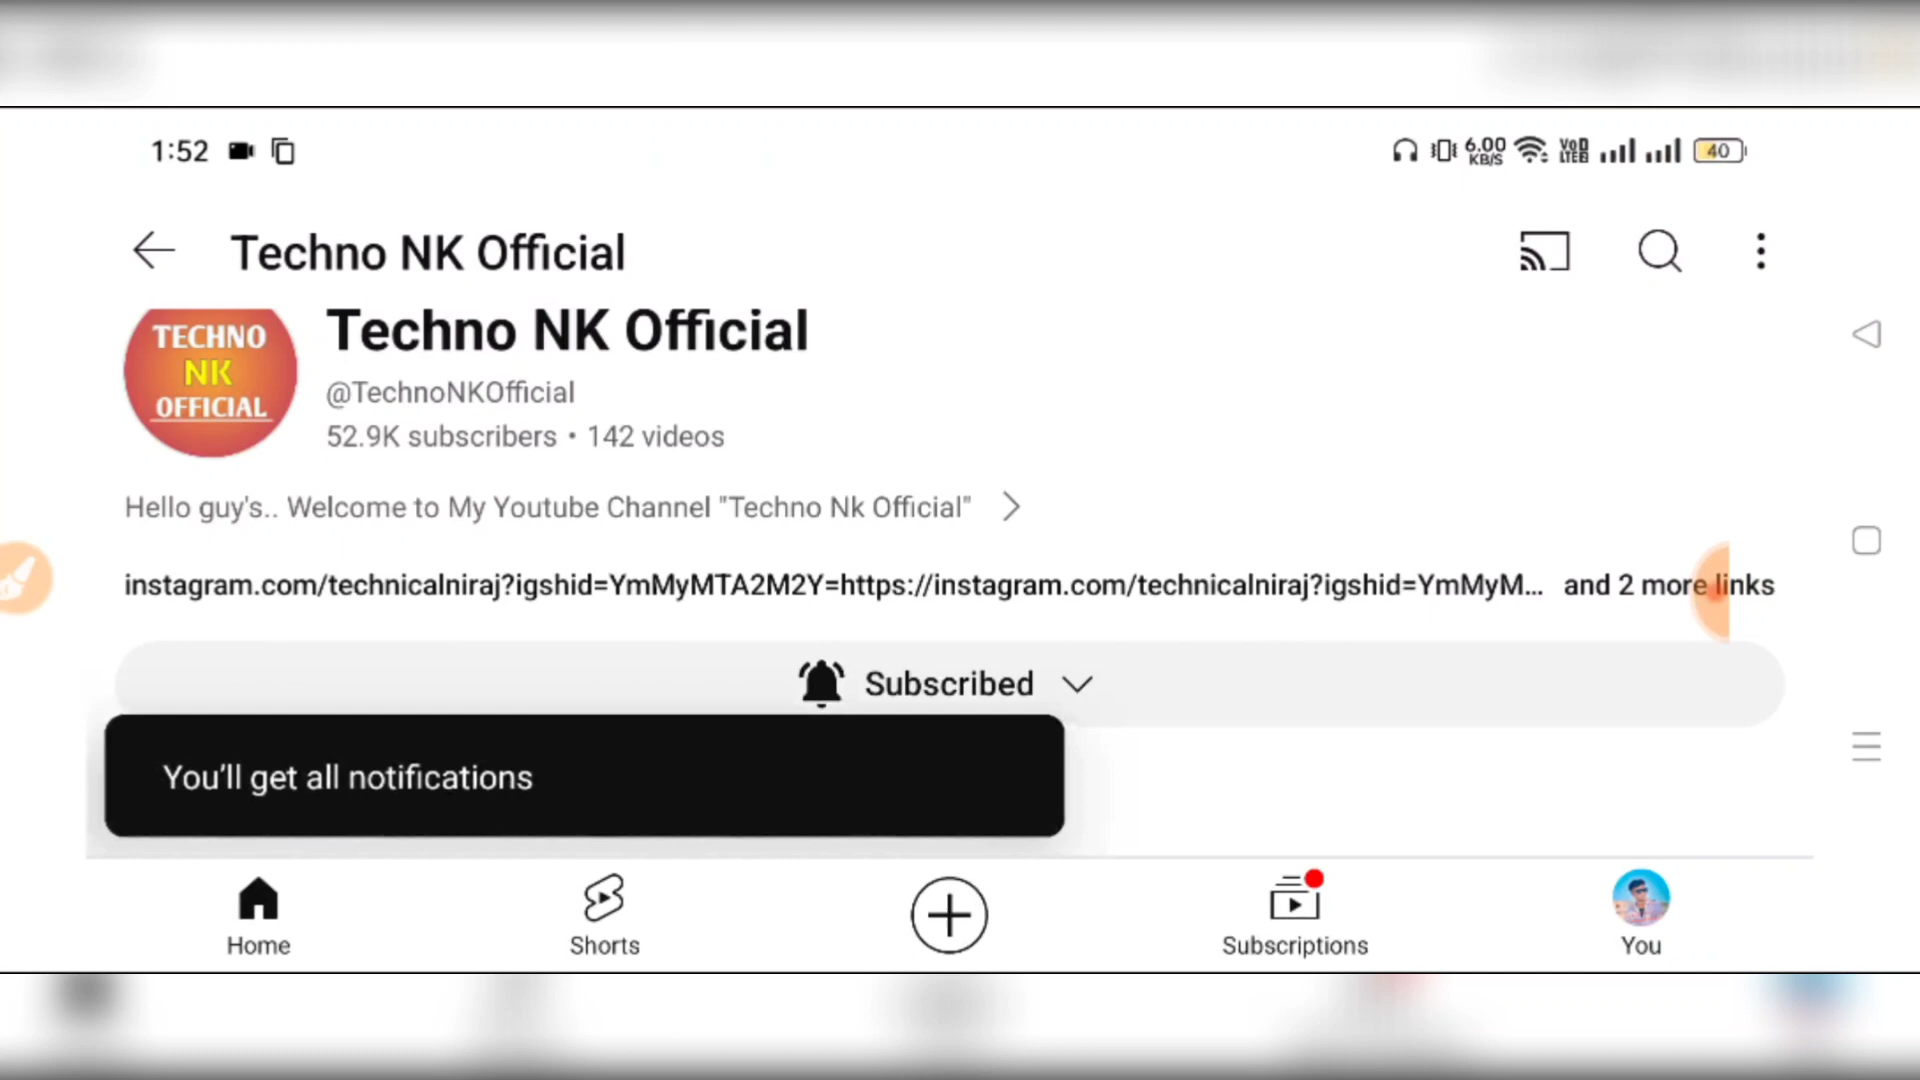 1:52 6.00 KB/S Vo LTE 40
Techno NK Official
TECHNO
NK
OFFICIAL
Techno NK Official
@TechnoNKOfficial
52.9K subscribers • 142 videos
Hello guy's.. Welcome to My Youtube Channel "Techno Nk Official"
instagram.com/technicalniraj?igshid=YmMyMTA2M2Y=https://instagram.com/technicalniraj?igshid=YmMyM... and 2 more links
Subscribed
You'll get all notifications
Home Shorts Subscriptions You